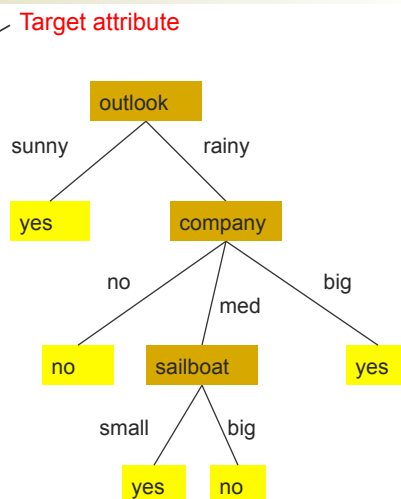 Target attribute
outlook
sunny
rainy
yes
company
no
med
big
no
sailboat
yes
small
big
yes
no